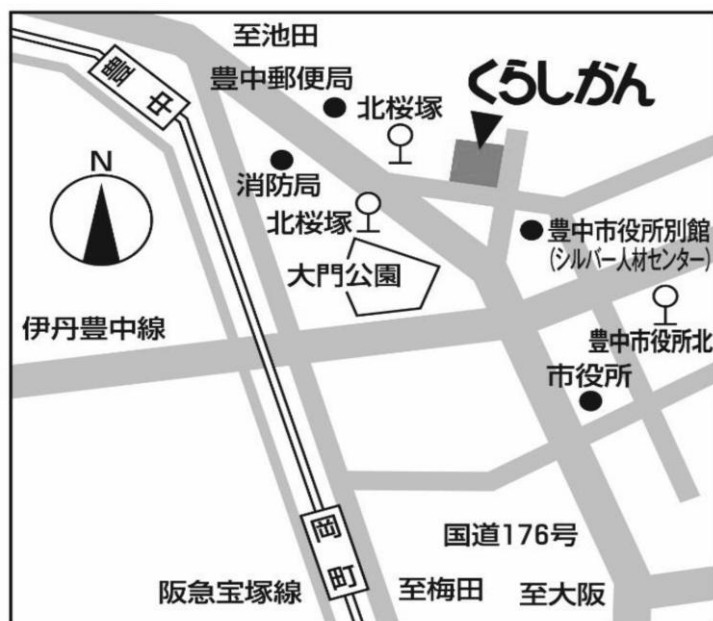 至池田
豊中
豊中郵便局
くらしかん
北桜塚
N
消防局
北桜塚
豊中市役所別館
(シルバー人材センター)
大門公園
伊丹豊中線
豊中市役所北
市役所
岡町
国道176号
阪急宝塚線
至梅田
至大阪